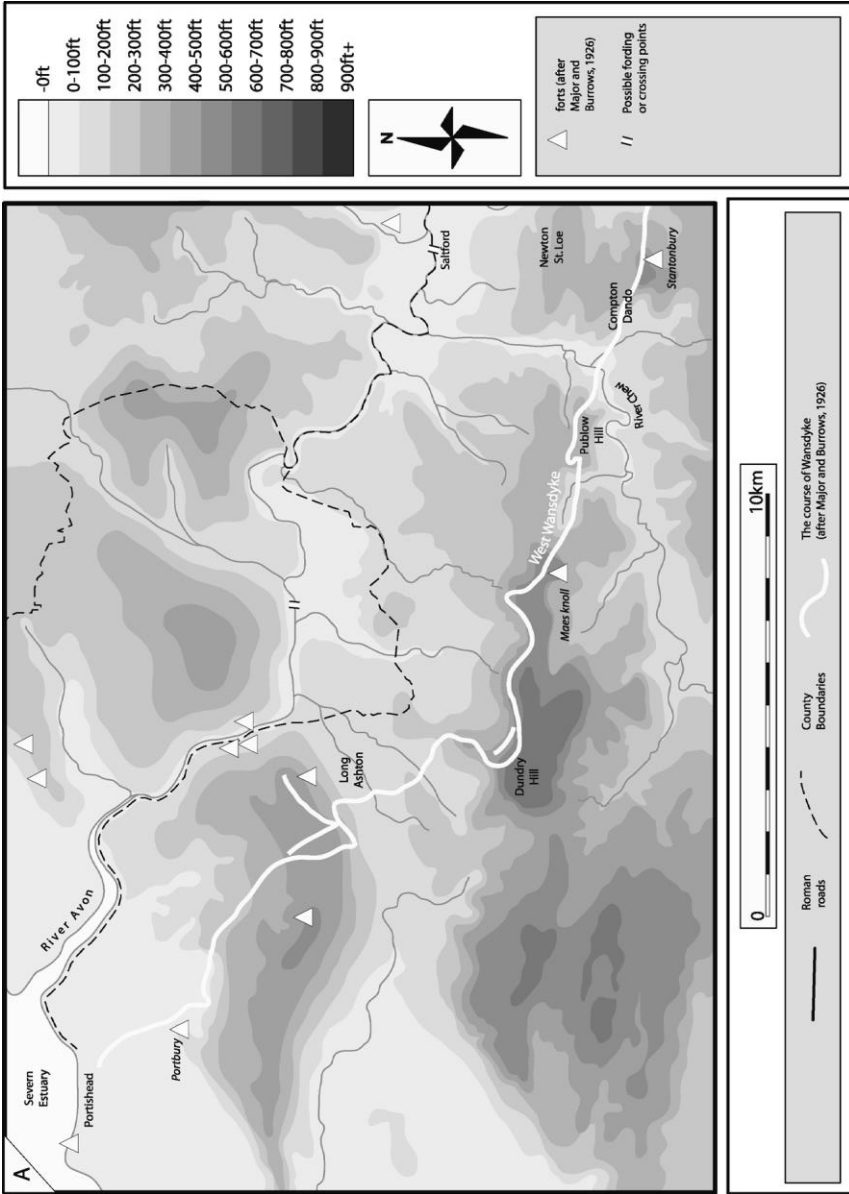 A
Severn
Estuary
Portishead
River Avon
Portbury
Long
Ashton
Dundry
Hill
West Wansdyke
Maes knoll
Publow
Hill
River Chew
Compton
Dando
Newton
St. Loe
Stantonbury
Saltford
-0ft
0-100ft
100-200ft
200-300ft
300-400ft
400-500ft
500-600ft
600-700ft
700-800ft
800-900ft
900ft+
N
forts (after
Major and
Burrows, 1926)
Possible fording
or crossing points
0
10km
Roman
roads
County
Boundaries
The course of Wansdyke
(after Major and Burrows, 1926)